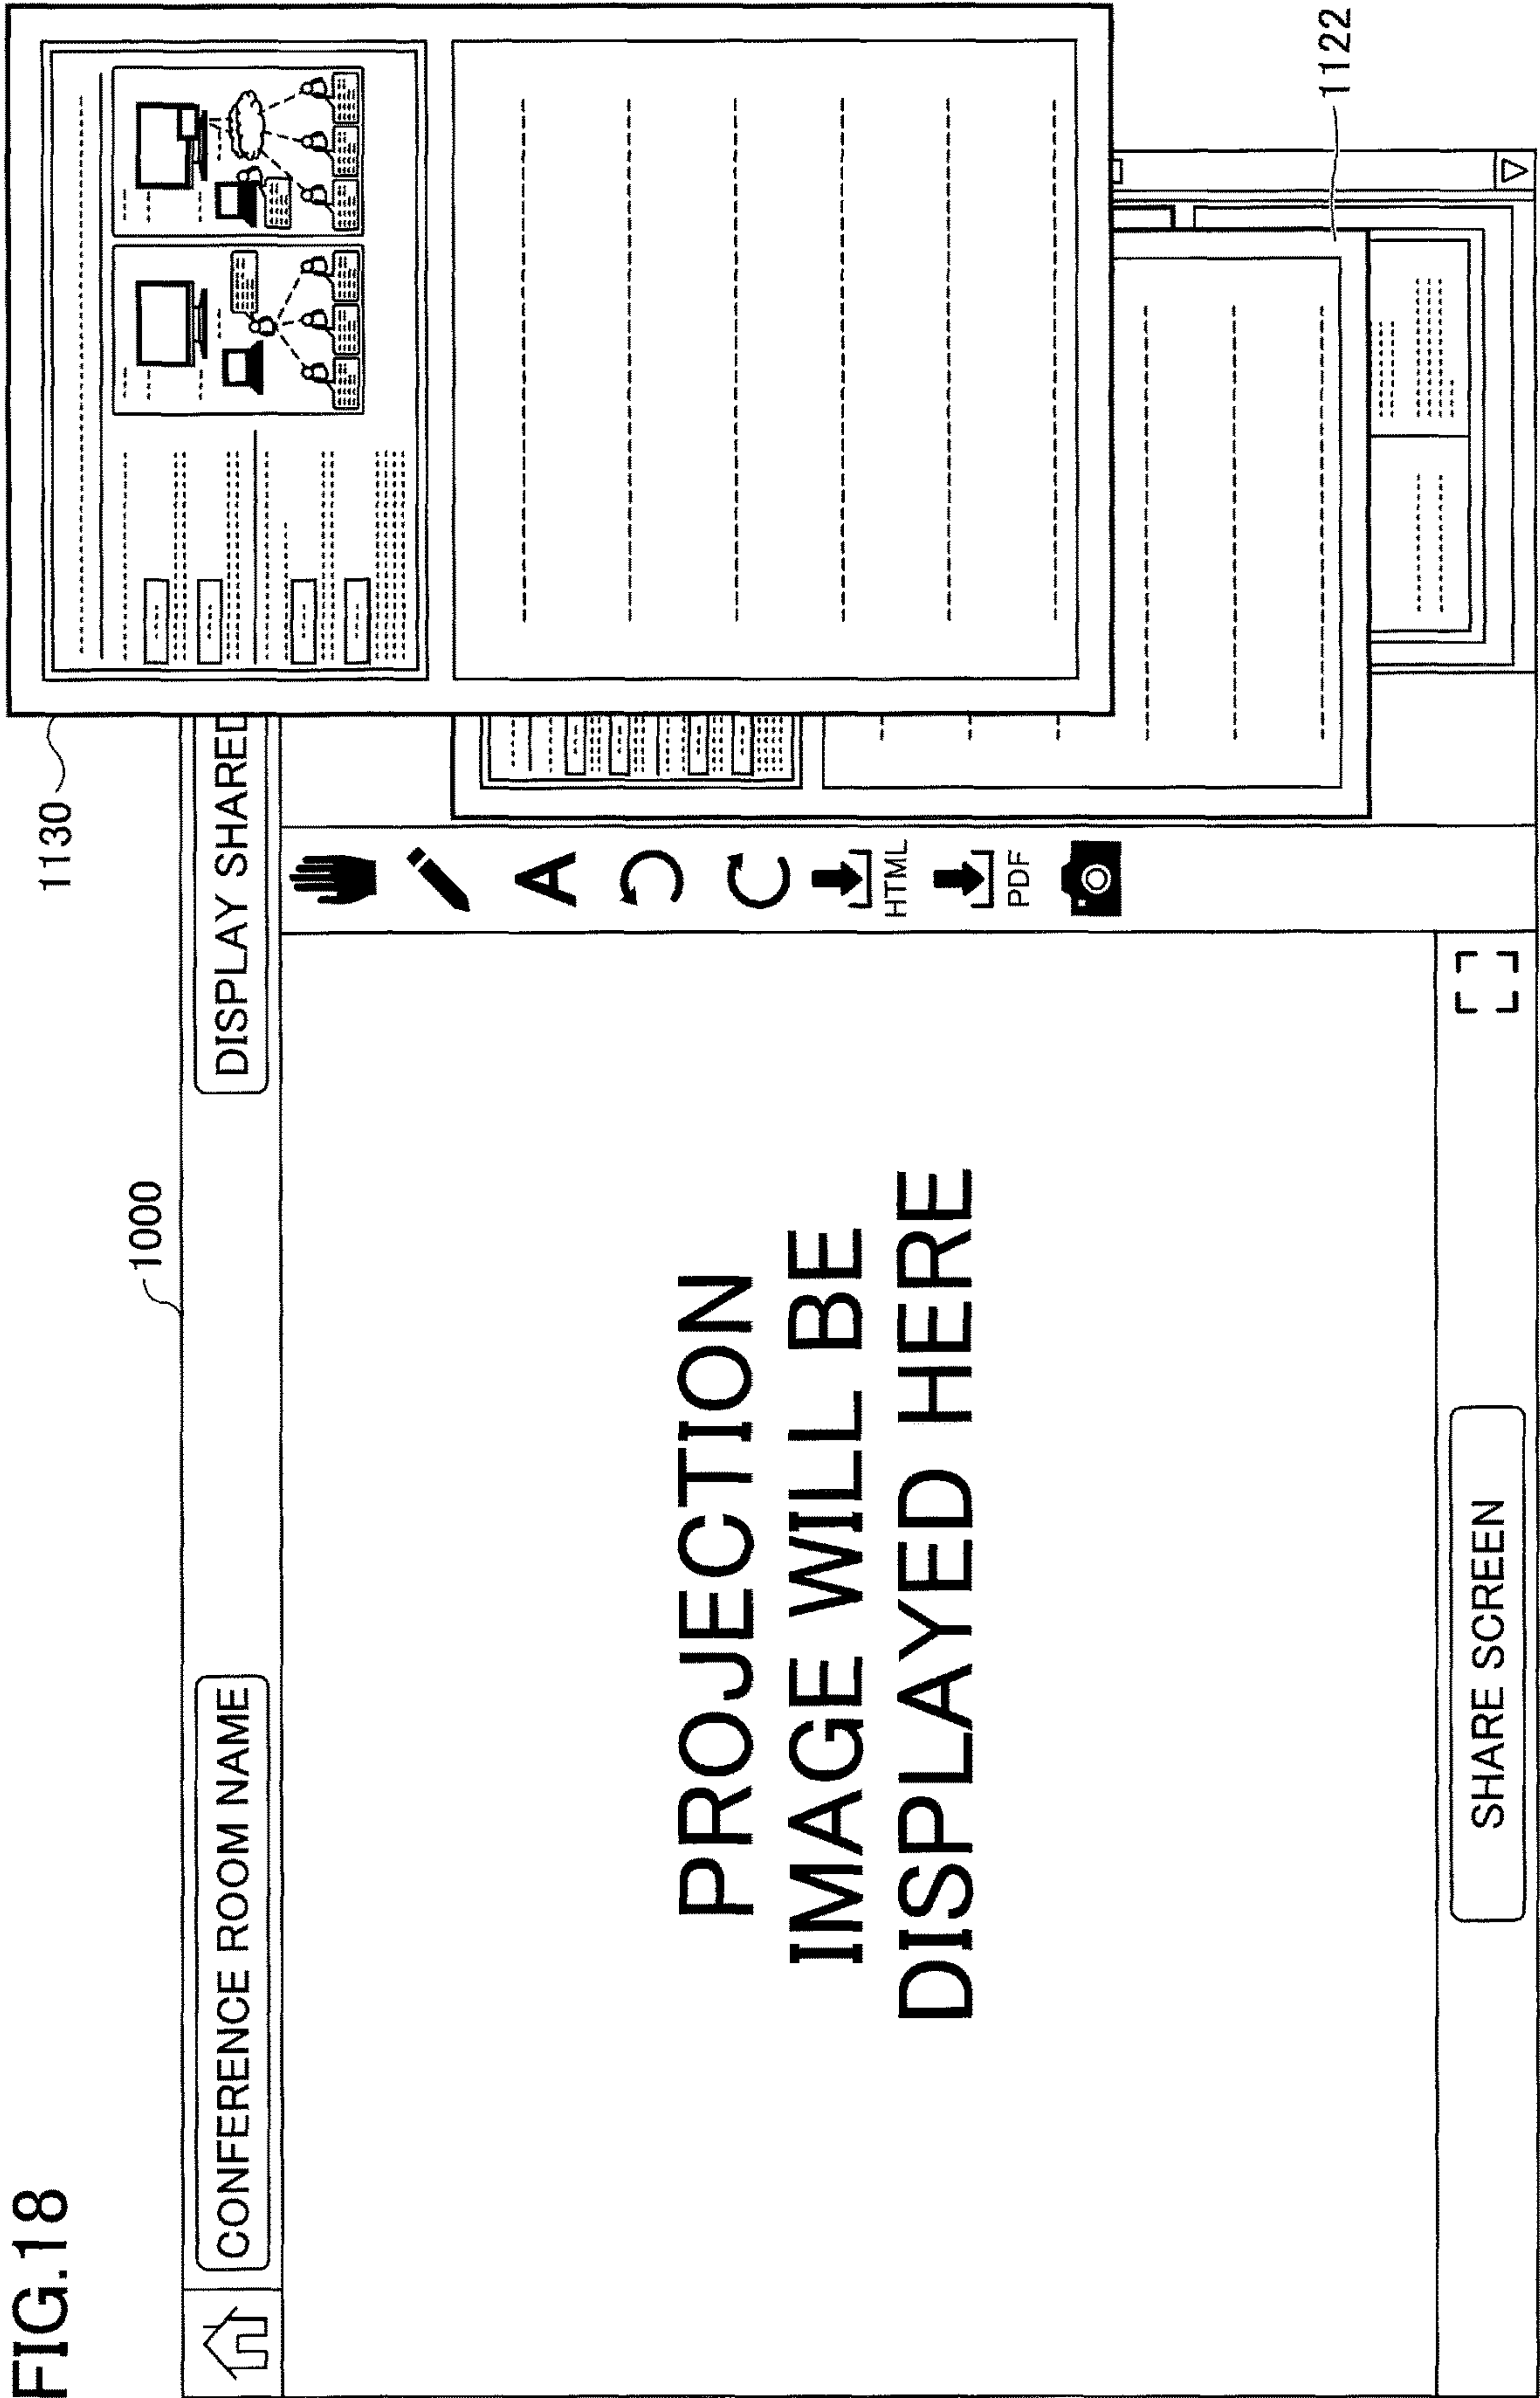 FIG.18
1000
1130
CONFERENCE ROOM NAME
DISPLAY SHARED
A
HTML
PDF
PROJECTION
IMAGE WILL BE
DISPLAYED HERE
SHARE SCREEN
1122